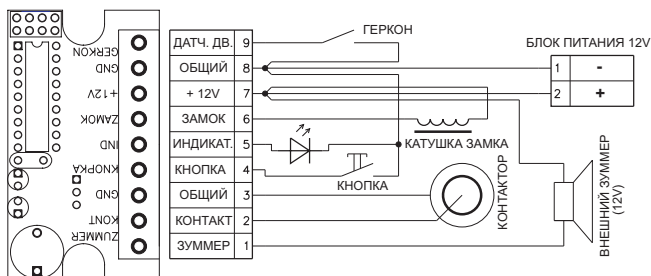 GERKON
GND
+12V
ZAMOK
IND
KNOPKA
GND
KONT
ZUMMER
ДАТЧ. ДВ. 9
ОБЩИЙ 8
+ 12V 7
ЗАМОК 6
ИНДИКАТ. 5
КНОПКА 4
ОБЩИЙ 3
КОНТАКТ 2
ЗУММЕР 1
ГЕРКОН
БЛОК ПИТАНИЯ 12V
1 -
2 +
КАТУШКА ЗАМКА
КНОПКА
КОНТАКТОР
ВНЕШНИЙ ЗУММЕР
(12V)